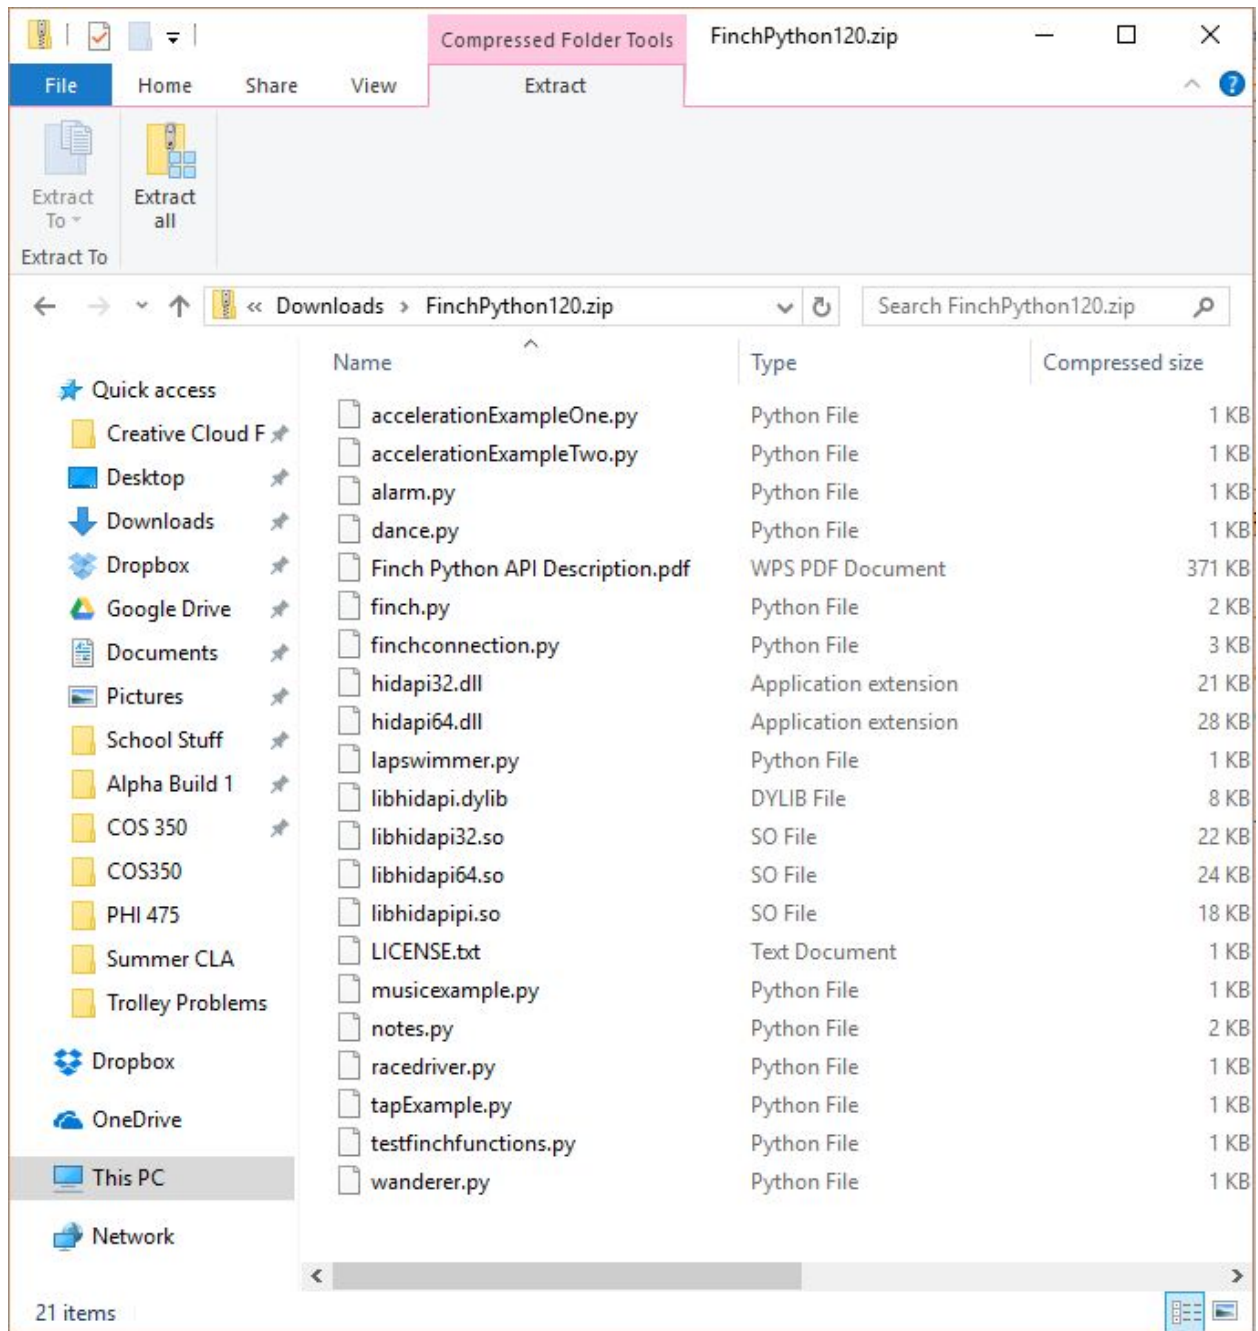 Compressed Folder Tools
FinchPython120.zip
File Home Share View Extract
Extract To
Extract all
Extract To
« Downloads > FinchPython120.zip
Search FinchPython120.zip
Name Type Compressed size
Quick access
Creative Cloud F
Desktop
Downloads
Dropbox
Google Drive
Documents
Pictures
School Stuff
Alpha Build 1
COS 350
COS350
PHI 475
Summer CLA
Trolley Problems
Dropbox
OneDrive
This PC
Network
accelerationExampleOne.py Python File 1 KB
accelerationExampleTwo.py Python File 1 KB
alarm.py Python File 1 KB
dance.py Python File 1 KB
Finch Python API Description.pdf WPS PDF Document 371 KB
finch.py Python File 2 KB
finchconnection.py Python File 3 KB
hidapi32.dll Application extension 21 KB
hidapi64.dll Application extension 28 KB
lapswimmer.py Python File 1 KB
libhidapi.dylib DYLIB File 8 KB
libhidapi32.so SO File 22 KB
libhidapi64.so SO File 24 KB
libhidapipi.so SO File 18 KB
LICENSE.txt Text Document 1 KB
musicexample.py Python File 1 KB
notes.py Python File 2 KB
racedriver.py Python File 1 KB
tapExample.py Python File 1 KB
testfinchfunctions.py Python File 1 KB
wanderer.py Python File 1 KB
21 items